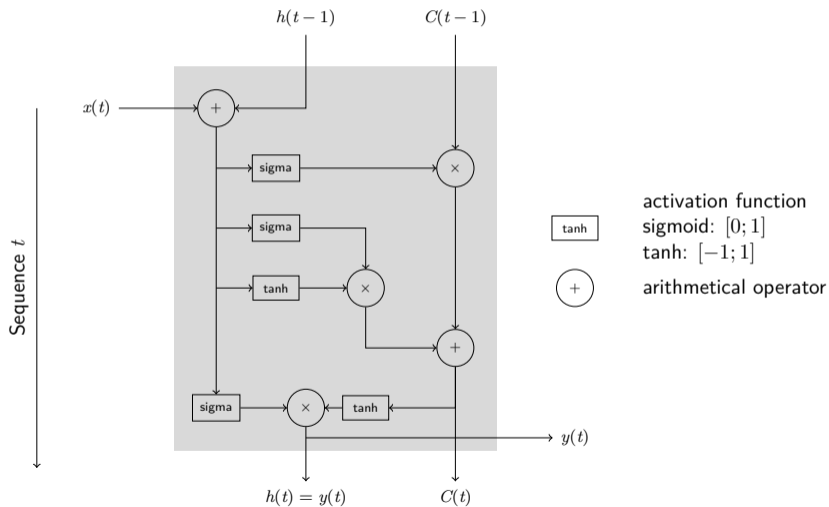 h(t − 1)
C(t − 1)
x(t)
+
sigma
×
sigma
tanh
×
+
sigma
×
tanh
y(t)
h(t) = y(t)
C(t)
Sequence t
tanh
activation function
sigmoid: [0; 1]
tanh: [−1; 1]
+
arithmetical operator